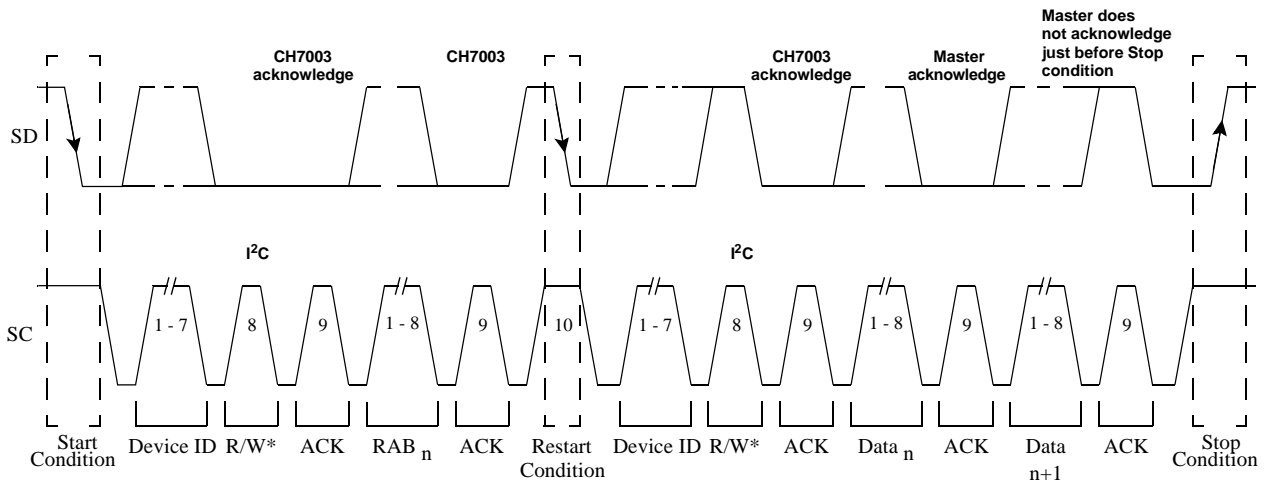 Master does
not acknowledge
just before Stop
condition
CH7003
acknowledge
CH7003
CH7003
acknowledge
Master
acknowledge
SD
I²C
I²C
SC
1 - 7
8
9
1 - 8
9
10
1 - 7
8
9
1 - 8
9
1 - 8
9
Start
Condition
Device ID
R/W*
ACK
RAB n
ACK
Restart
Condition
Device ID
R/W*
ACK
Data n
ACK
Data
n+1
ACK
Stop
Condition